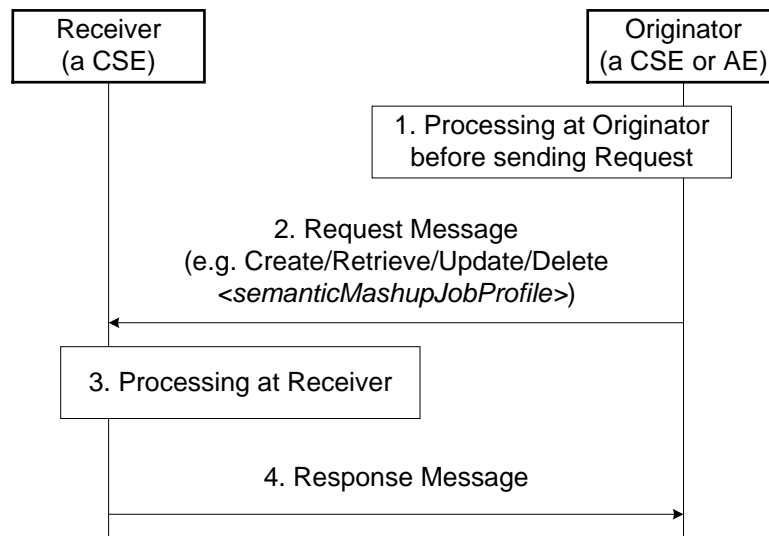 Receiver
(a CSE)
Originator
(a CSE or AE)
1. Processing at Originator
before sending Request
2. Request Message
(e.g. Create/Retrieve/Update/Delete
<semanticMashupJobProfile>)
3. Processing at Receiver
4. Response Message